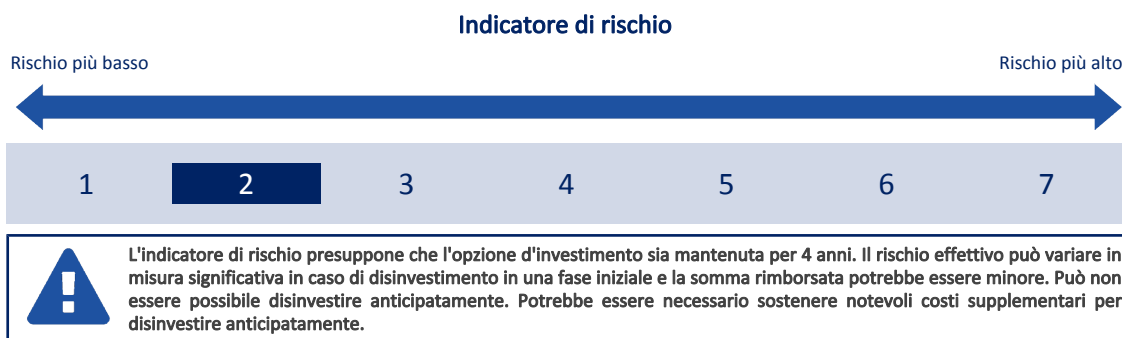 Indicatore di rischio
Rischio più basso
Rischio più alto
1 2 3 4 5 6 7
L'indicatore di rischio presuppone che l'opzione d'investimento sia mantenuta per 4 anni. Il rischio effettivo può variare in
misura significativa in caso di disinvestimento in una fase iniziale e la somma rimborsata potrebbe essere minore. Può non
essere possibile disinvestire anticipatamente. Potrebbe essere necessario sostenere notevoli costi supplementari per
disinvestire anticipatamente.